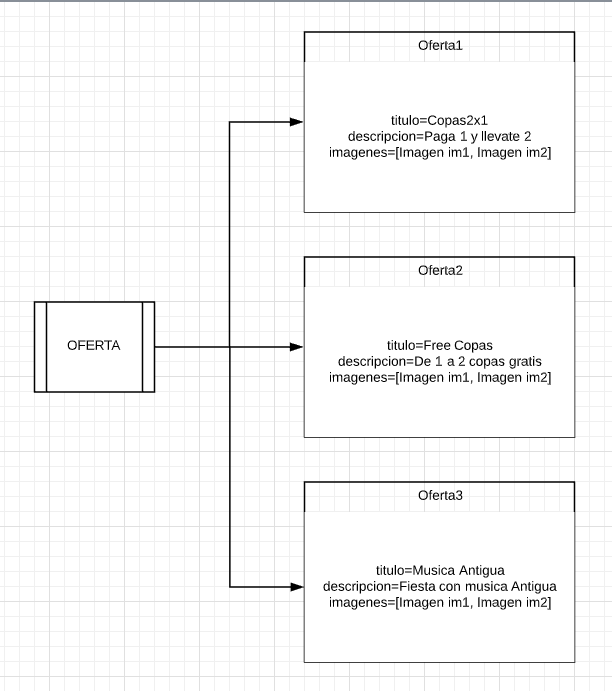 Oferta1
titulo=Copas2x1
descripcion=Paga 1 y llevate 2
imagenes=[Imagen im1, Imagen im2]
Oferta2
OFERTA
titulo=Free Copas
descripcion=De 1 a 2 copas gratis
imagenes=[Imagen im1, Imagen im2]
Oferta3
titulo=Musica Antigua
descripcion=Fiesta con musica Antigua
imagenes=[Imagen im1, Imagen im2]